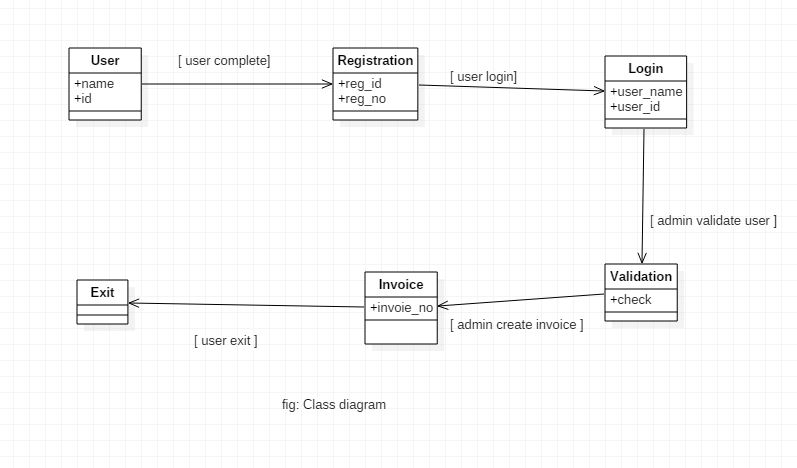 User
+name
+id
[ user complete]
Registration
+reg_id
+reg_no
[ user login]
Login
+user_name
+user_id
[ admin validate user ]
Validation
+check
[ admin create invoice ]
Invoice
+invoie_no
[ user exit ]
Exit
fig: Class diagram